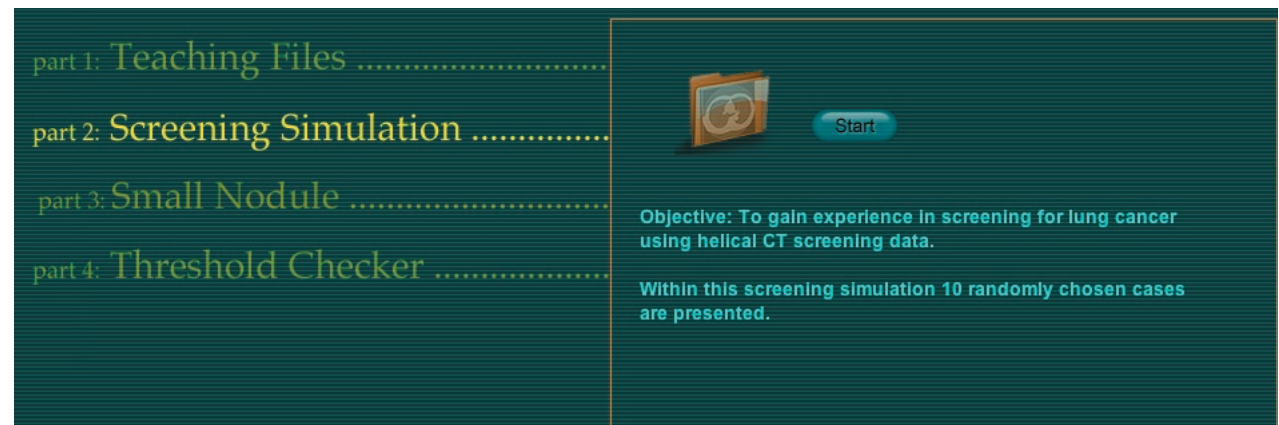 part 1: Teaching Files ...........................
part 2: Screening Simulation ...............
part 3: Small Nodule ............................
part 4: Threshold Checker ...................
Start
Objective: To gain experience in screening for lung cancer
using helical CT screening data.
Within this screening simulation 10 randomly chosen cases
are presented.